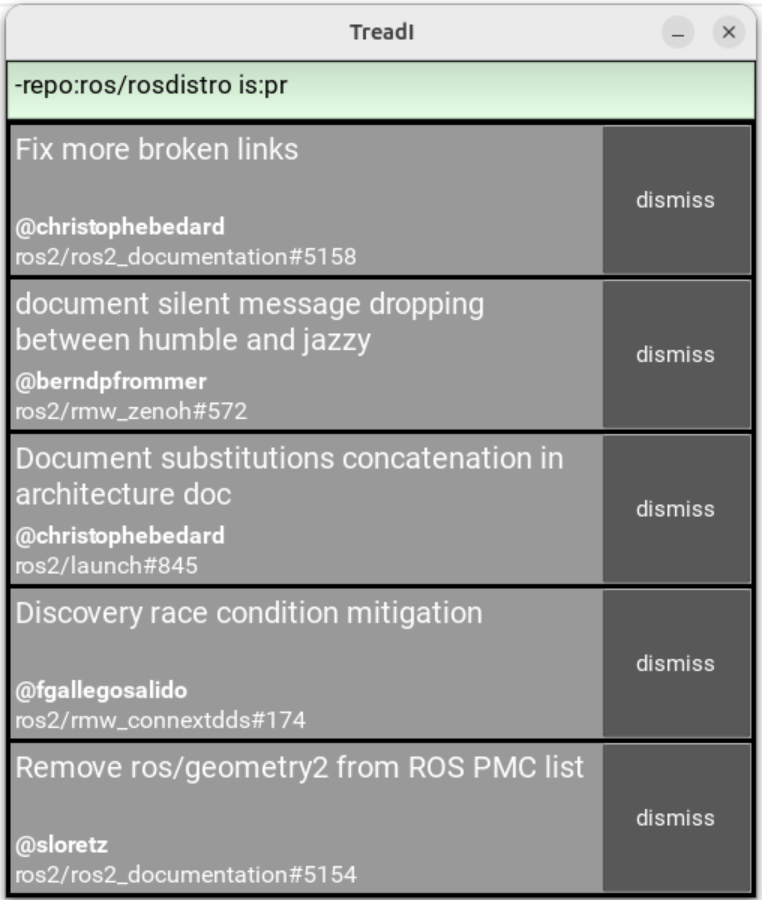 TreadI
-repo:ros/rosdistro is:pr
Fix more broken links
@christophebedard
ros2/ros2_documentation#5158
dismiss
document silent message dropping
between humble and jazzy
@berndpfrommer
ros2/rmw_zenoh#572
dismiss
Document substitutions concatenation in
architecture doc
@christophebedard
ros2/launch#845
dismiss
Discovery race condition mitigation
@fgallegosalido
ros2/rmw_connextdds#174
dismiss
Remove ros/geometry2 from ROS PMC list
@sloretz
ros2/ros2_documentation#5154
dismiss